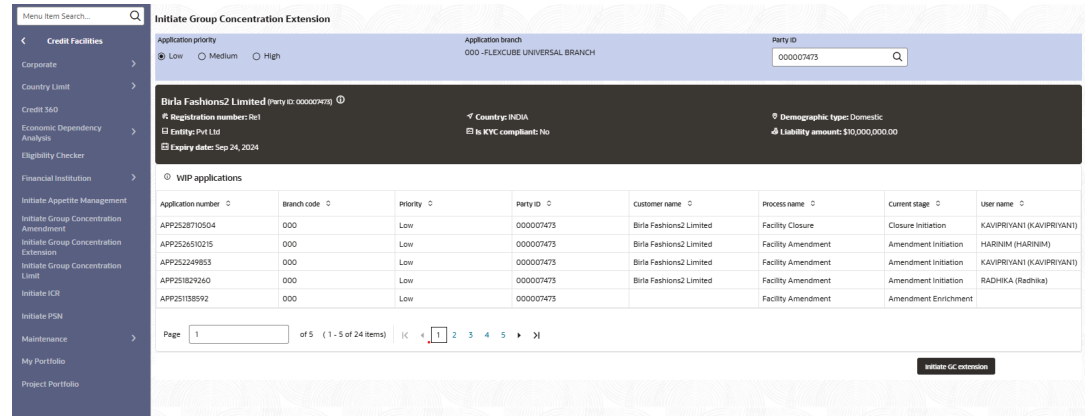 Menu Item Search...
Credit Facilities
Corporate
Country Limit
Credit 360
Economic Dependency
Analysis
Eligibility Checker
Financial Institution
Initiate Appetite Management
Initiate Group Concentration
Amendment
Initiate Group Concentration
Extension
Initiate Group Concentration
Limit
Initiate ICR
Initiate PSN
Maintenance
My Portfolio
Project Portfolio
Initiate Group Concentration Extension
Application priority Application branch Party ID
Low Medium High 000 -FLEXCUBE UNIVERSAL BRANCH 000007473
Birla Fashions2 Limited (Party ID: 000007473)
Registration number: Re1 Country: INDIA Demographic type: Domestic
Entity: Pvt Ltd Is KYC compliant: No Liability amount: $10,000,000.00
Expiry date: Sep 24, 2024
WIP applications
Application number Branch code Priority Party ID Customer name Process name Current stage User name
APP2528710504 000 Low 000007473 Birla Fashions2 Limited Facility Closure Closure Initiation KAVIPRIYAN1 (KAVIPRIYAN1)
APP2526510215 000 Low 000007473 Birla Fashions2 Limited Facility Amendment Amendment Initiation HARINIM (HARINIM)
APP252249853 000 Low 000007473 Birla Fashions2 Limited Facility Amendment Amendment Initiation KAVIPRIYAN1 (KAVIPRIYAN1)
APP251829260 000 Low 000007473 Birla Fashions2 Limited Facility Amendment Amendment Initiation RADHIKA (Radhika)
APP251138592 000 Low 000007473 Facility Amendment Amendment Enrichment
Page 1 of 5 (1 - 5 of 24 items) 1 2 3 4 5
Initiate GC extension